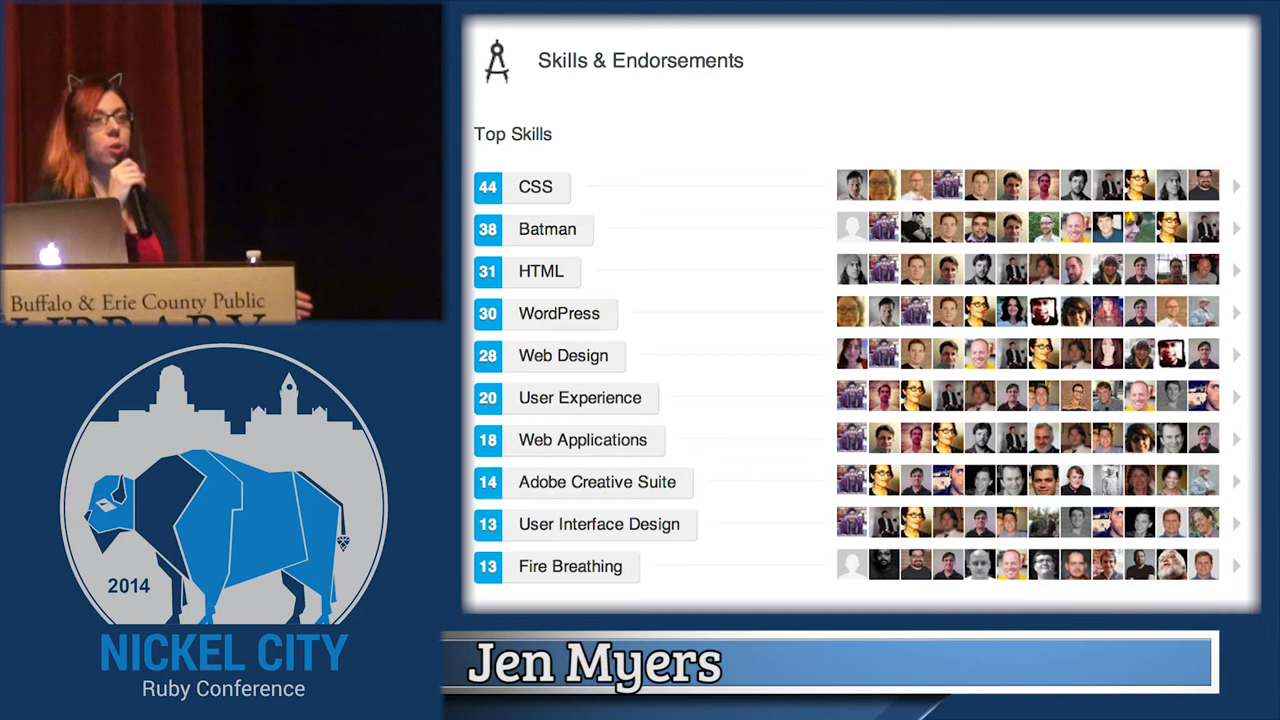 Skills & Endorsements
Top Skills
44 CSS
38 Batman
31 HTML
30 WordPress
28 Web Design
20 User Experience
18 Web Applications
14 Adobe Creative Suite
13 User Interface Design
13 Fire Breathing
Buffalo & Erie County Public
LIBRARY
2014
NICKEL CITY
Ruby Conference
Jen Myers